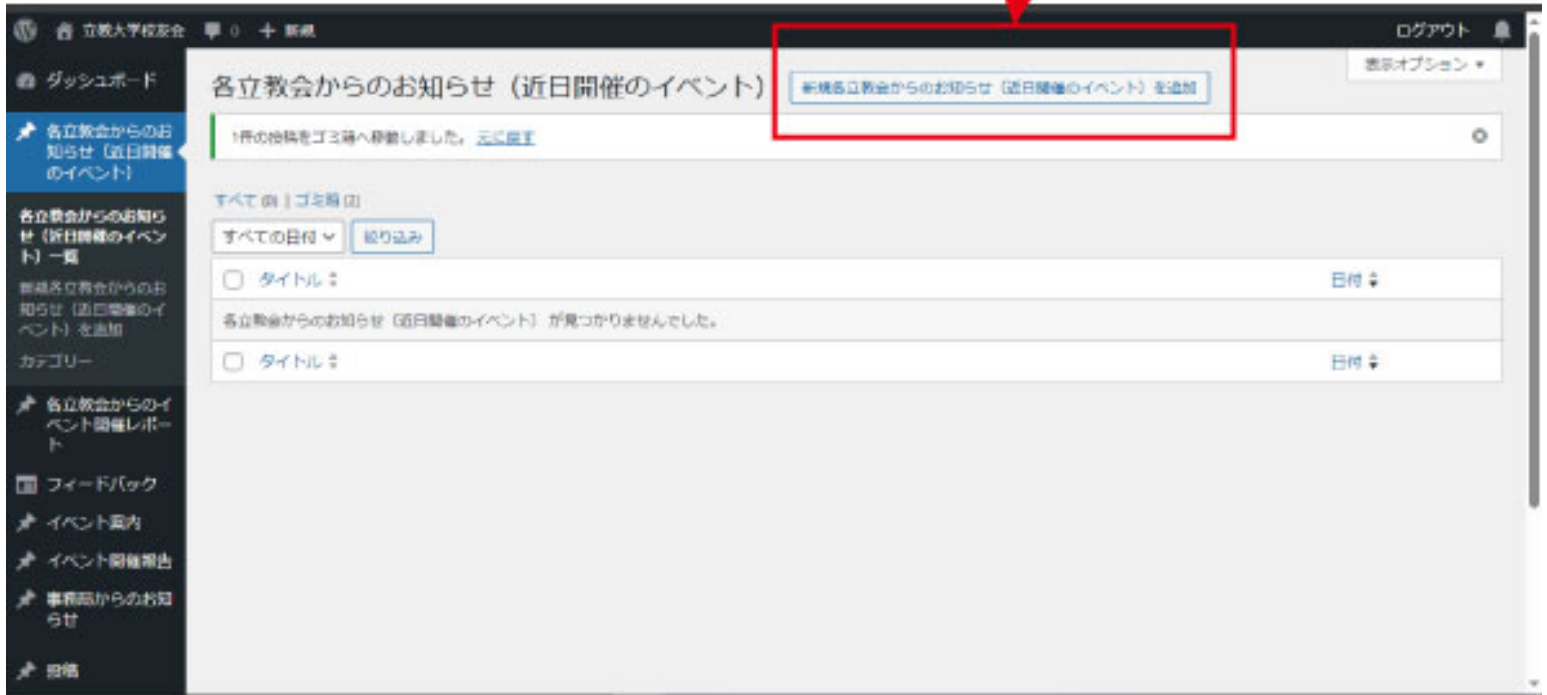 立教大学校友会 0 + 新規 ログアウト
表示オプション
ダッシュボード
各立教会からのお
知らせ（近日開催
のイベント）
各立教会からのお知ら
せ（近日開催のイベン
ト）一覧
新規各立教会からのお
知らせ（近日開催のイ
ベント）を追加
カテゴリー
各立教会からのイ
ベント開催レポー
ト
フィードバック
イベント案内
イベント開催報告
事務局からのお知
らせ
投稿
各立教会からのお知らせ（近日開催のイベント） 新規各立教会からのお知らせ（近日開催のイベント）を追加
1件の投稿をゴミ箱へ移動しました。 元に戻す
すべて (0) | ゴミ箱 (2)
すべての日付 絞り込み
タイトル 日付
各立教会からのお知らせ（近日開催のイベント） が見つかりませんでした。
タイトル 日付